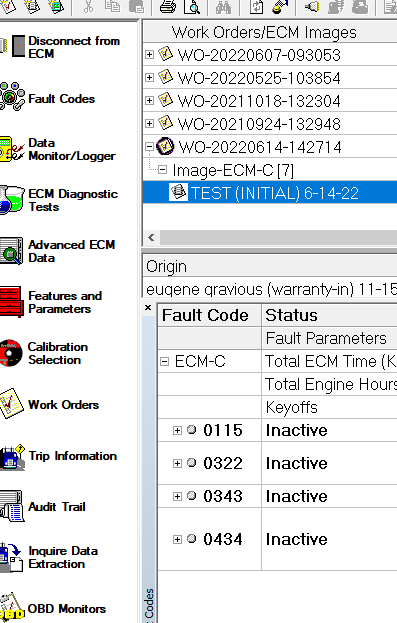 Disconnect from
ECM
Fault Codes
Data
Monitor/Logger
ECM Diagnostic
Tests
Advanced ECM
Data
Features and
Parameters
Calibration
Selection
Work Orders
Trip Information
Audit Trail
Inquire Data
Extraction
OBD Monitors
Work Orders/ECM Images
WO-20220607-093053
WO-20220525-103854
WO-20211018-132304
WO-20210924-132948
WO-20220614-142714
Image-ECM-C [7]
TEST (INITIAL) 6-14-22
Origin
eugene gravious (warranty-in) 11-15
Fault Code Status
Fault Parameters
ECM-C Total ECM Time (K
Total Engine Hours
Keyoffs
0115 Inactive
0322 Inactive
0343 Inactive
0434 Inactive
Codes